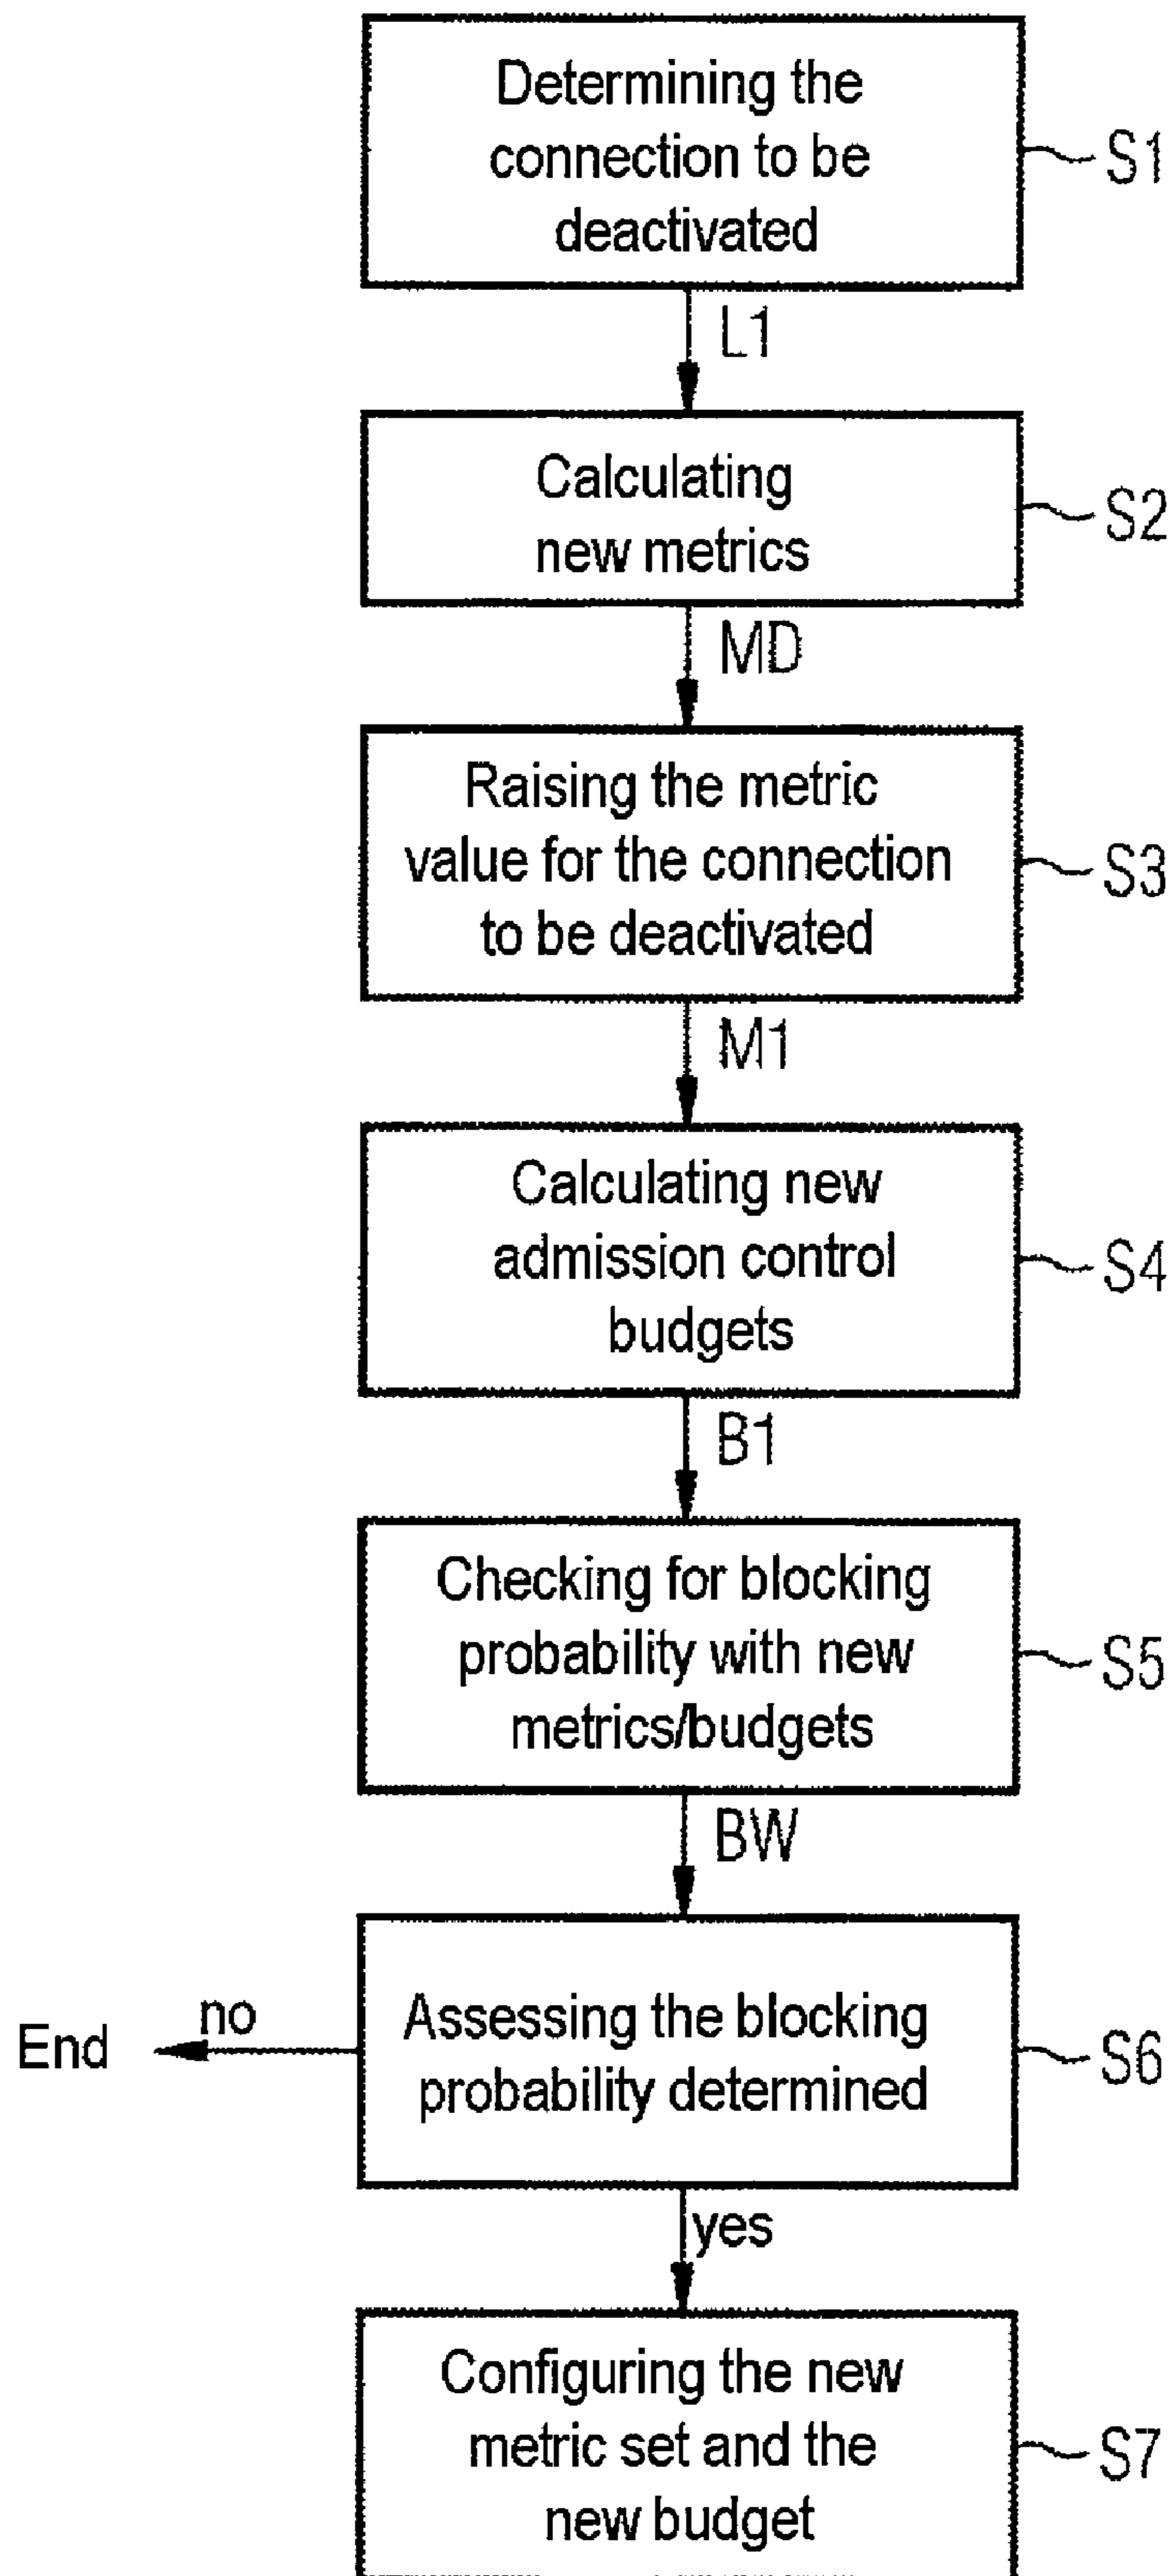 Determining the
connection to be
deactivated
S1
L1
Calculating
new metrics
S2
MD
Raising the metric
value for the connection
to be deactivated
S3
M1
Calculating new
admission control
budgets
S4
B1
Checking for blocking
probability with new
metrics/budgets
S5
BW
Assessing the blocking
probability determined
S6
no
End
yes
Configuring the new
metric set and the
new budget
S7